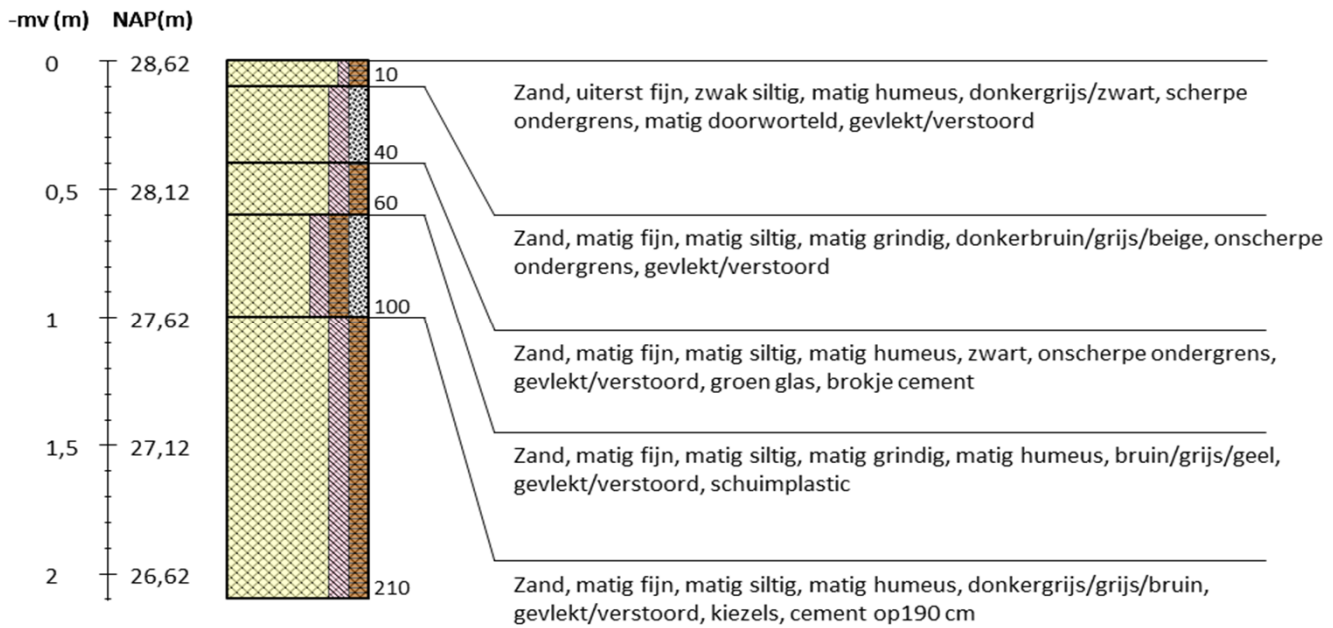 -mv (m) NAP(m)
0 28,62
10
Zand, uiterst fijn, zwak siltig, matig humeus, donkergrijs/zwart, scherpe
ondergrens, matig doorworteld, gevlekt/verstoord
40
0,5 28,12
60
Zand, matig fijn, matig siltig, matig grindig, donkerbruin/grijs/beige, onscherpe
ondergrens, gevlekt/verstoord
100
1 27,62
Zand, matig fijn, matig siltig, matig humeus, zwart, onscherpe ondergrens,
gevlekt/verstoord, groen glas, brokje cement
1,5 27,12
Zand, matig fijn, matig siltig, matig grindig, matig humeus, bruin/grijs/geel,
gevlekt/verstoord, schuimplastic
2 26,62
210
Zand, matig fijn, matig siltig, matig humeus, donkergrijs/grijs/bruin,
gevlekt/verstoord, kiezels, cement op190 cm